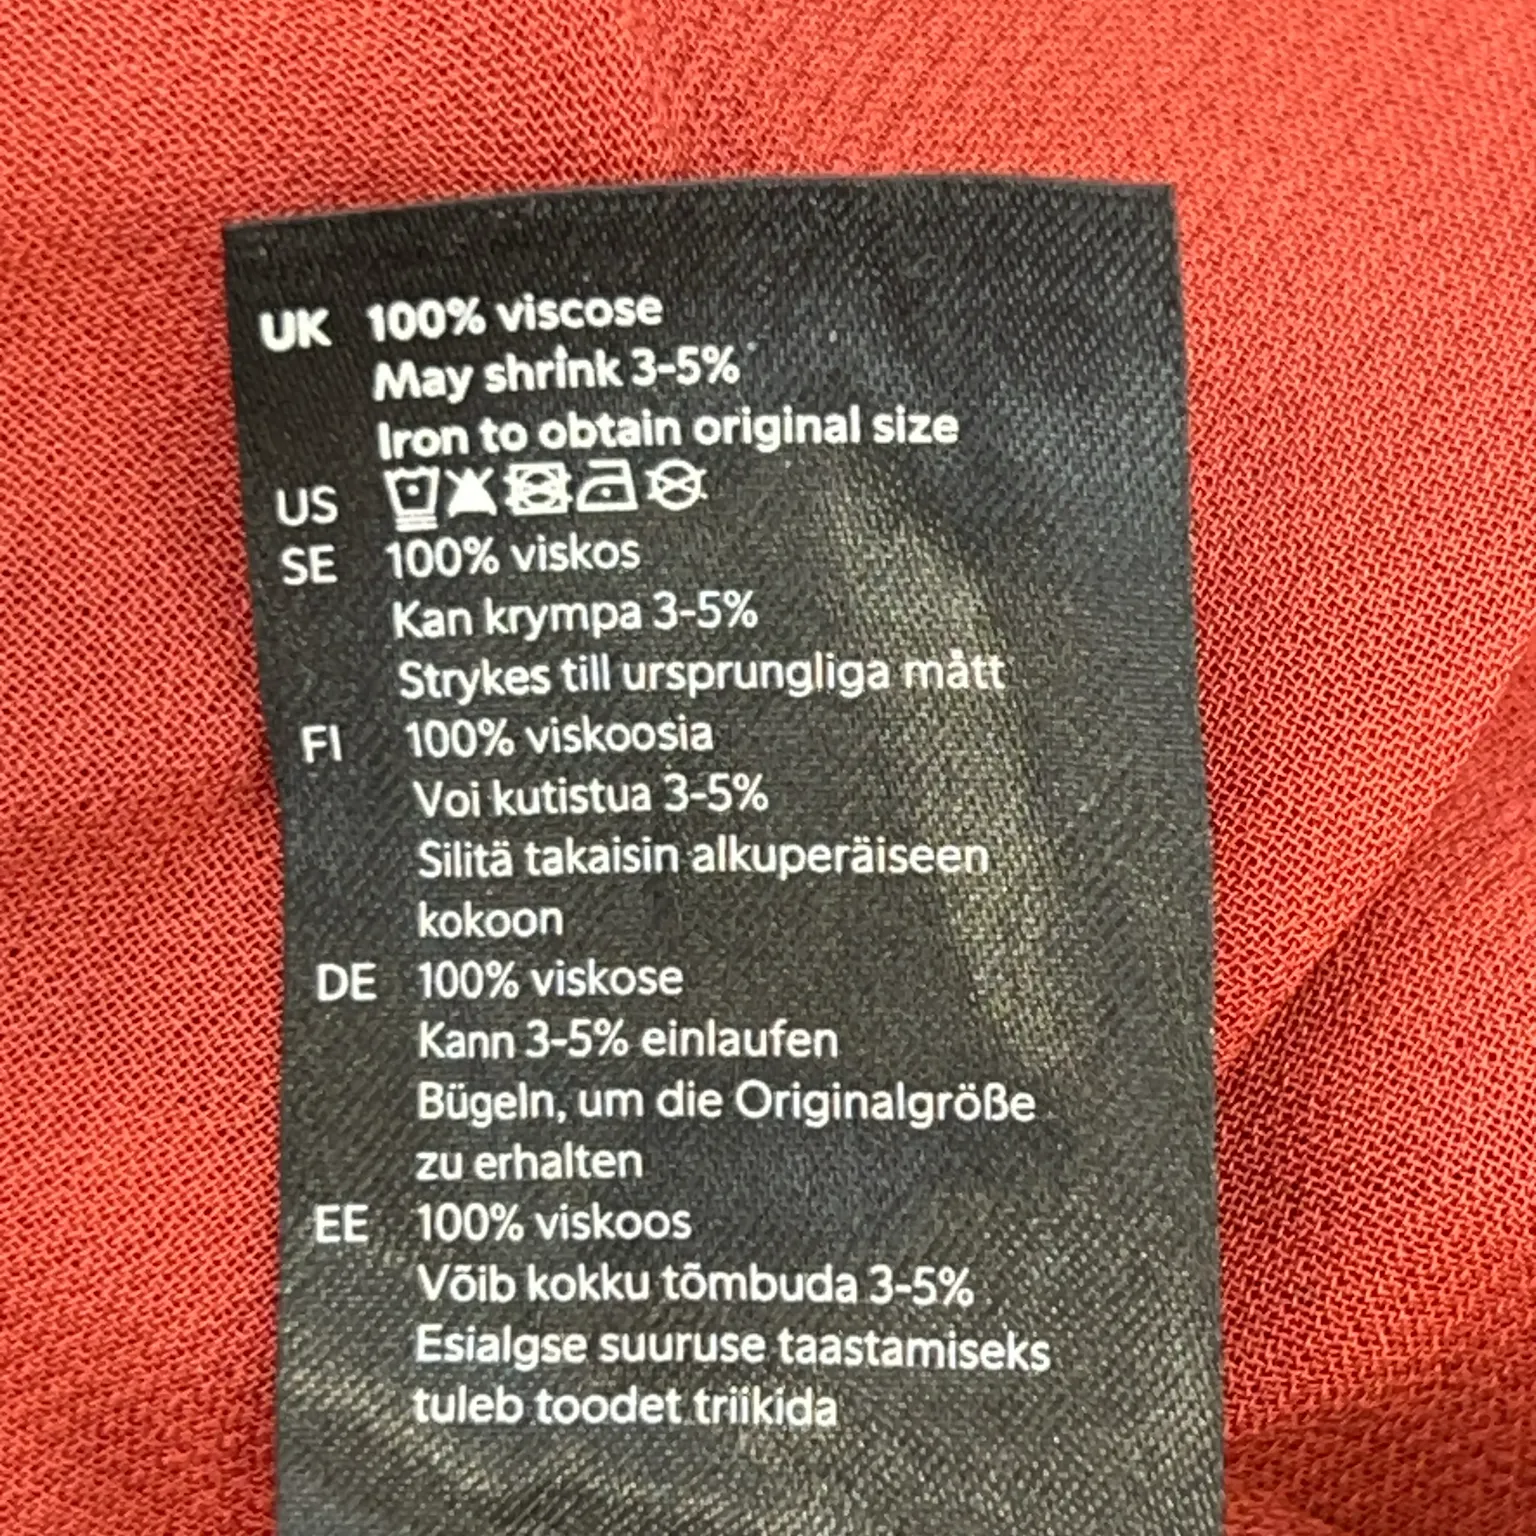 UK 100% viscose
May shrink 3-5%
Iron to obtain original size
US
SE 100% viskos
Kan krympa 3-5%
Strykes till ursprungliga mått
FI 100% viskoosia
Voi kutistua 3-5%
Silitä takaisin alkuperäiseen
kokoon
DE 100% viskose
Kann 3-5% einlaufen
Bügeln, um die Originalgröße
zu erhalten
EE 100% viskoos
Võib kokku tõmbuda 3-5%
Esialgse suuruse taastamiseks
tuleb toodet triikida